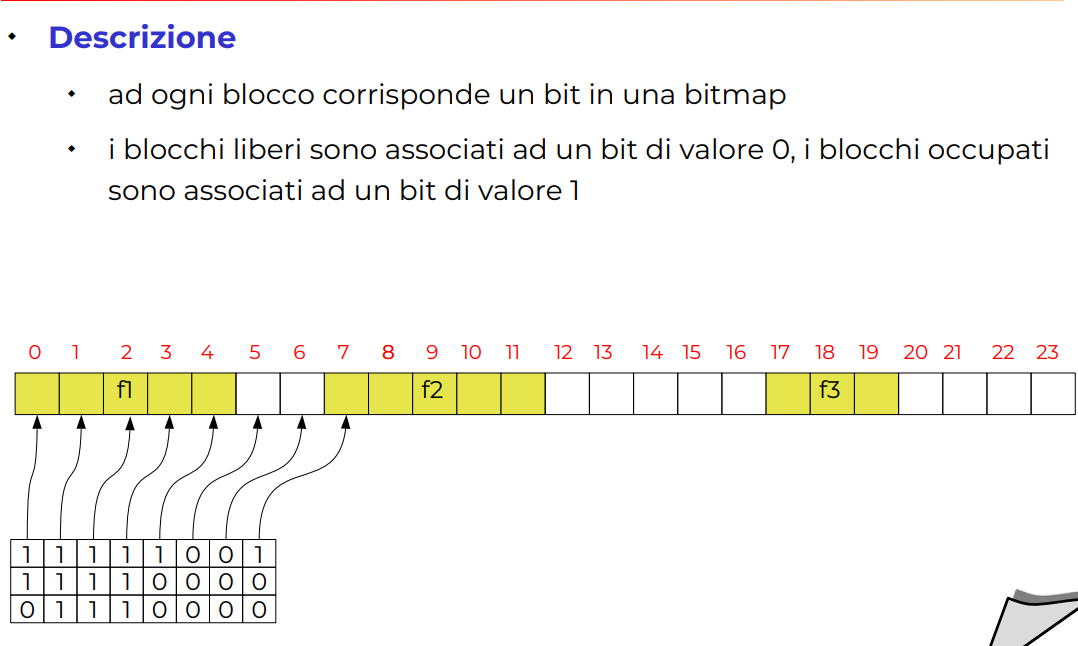 Descrizione
ad ogni blocco corrisponde un bit in una bitmap
i blocchi liberi sono associati ad un bit di valore 0, i blocchi occupati
sono associati ad un bit di valore 1
0 1 2 3 4 5 6 7 8 9 10 11 12 13 14 15 16 17 18 19 20 21 22 23
f1 f2 f3
1 1 1 1 1 0 0 1
1 1 1 1 0 0 0 0
0 1 1 1 0 0 0 0